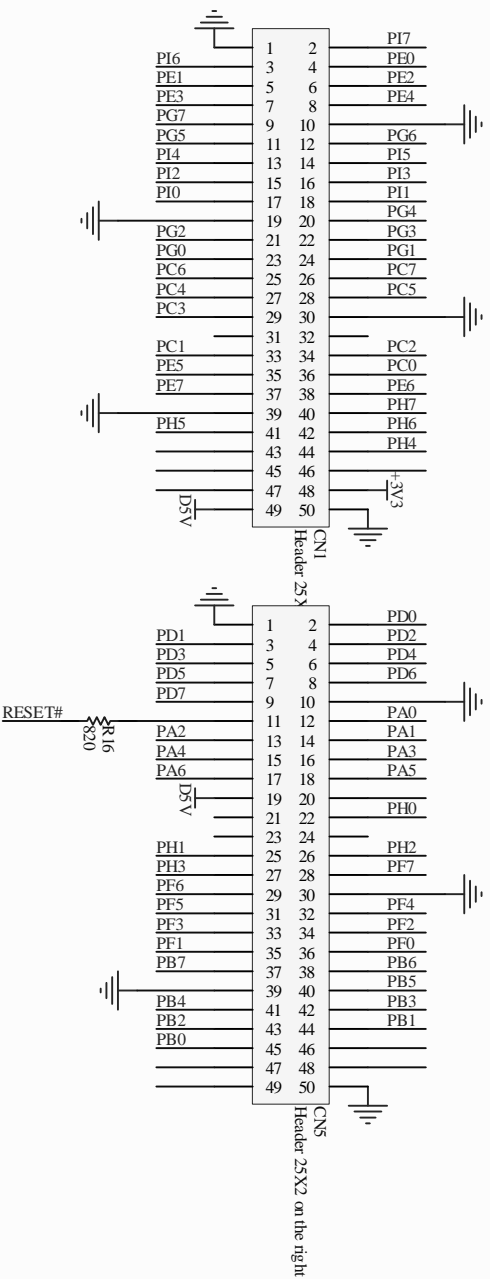 1 2 PI7
PI6 3 4 PE0
PE1 5 6 PE2
PE3 7 8 PE4
PG7 9 10
PG5 11 12 PG6
PI4 13 14 PI5
PI2 15 16 PI3
PI0 17 18 PI1
19 20 PG4
PG2 21 22 PG3
PG0 23 24 PG1
PC6 25 26 PC7
PC4 27 28 PC5
PC3 29 30
31 32
PC1 33 34 PC2
PE5 35 36 PC0
PE7 37 38 PE6
39 40 PH7
PH5 41 42 PH6
43 44 PH4
45 46
47 48 +3V3
D5V 49 50
CN1
Header 25X
1 2 PD0
PD1 3 4 PD2
PD3 5 6 PD4
PD5 7 8 PD6
PD7 9 10
RESET# R16 820 11 12 PA0
PA2 13 14 PA1
PA4 15 16 PA3
PA6 17 18 PA5
D5V 19 20
21 22 PH0
23 24
PH1 25 26 PH2
PH3 27 28 PF7
PF6 29 30
PF5 31 32 PF4
PF3 33 34 PF2
PF1 35 36 PF0
PB7 37 38 PB6
39 40 PB5
PB4 41 42 PB3
PB2 43 44 PB1
PB0 45 46
47 48
49 50
CN5
Header 25X2 on the right